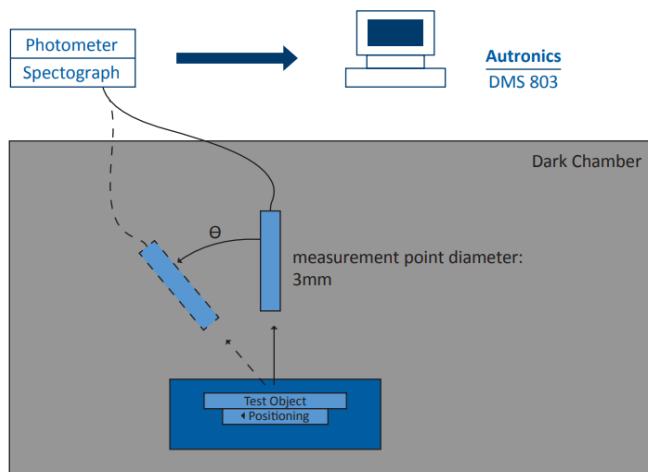 Photometer
Spectograph
Autronics
DMS 803
Dark Chamber
Ө
measurement point diameter:
3mm
Test Object
Positioning